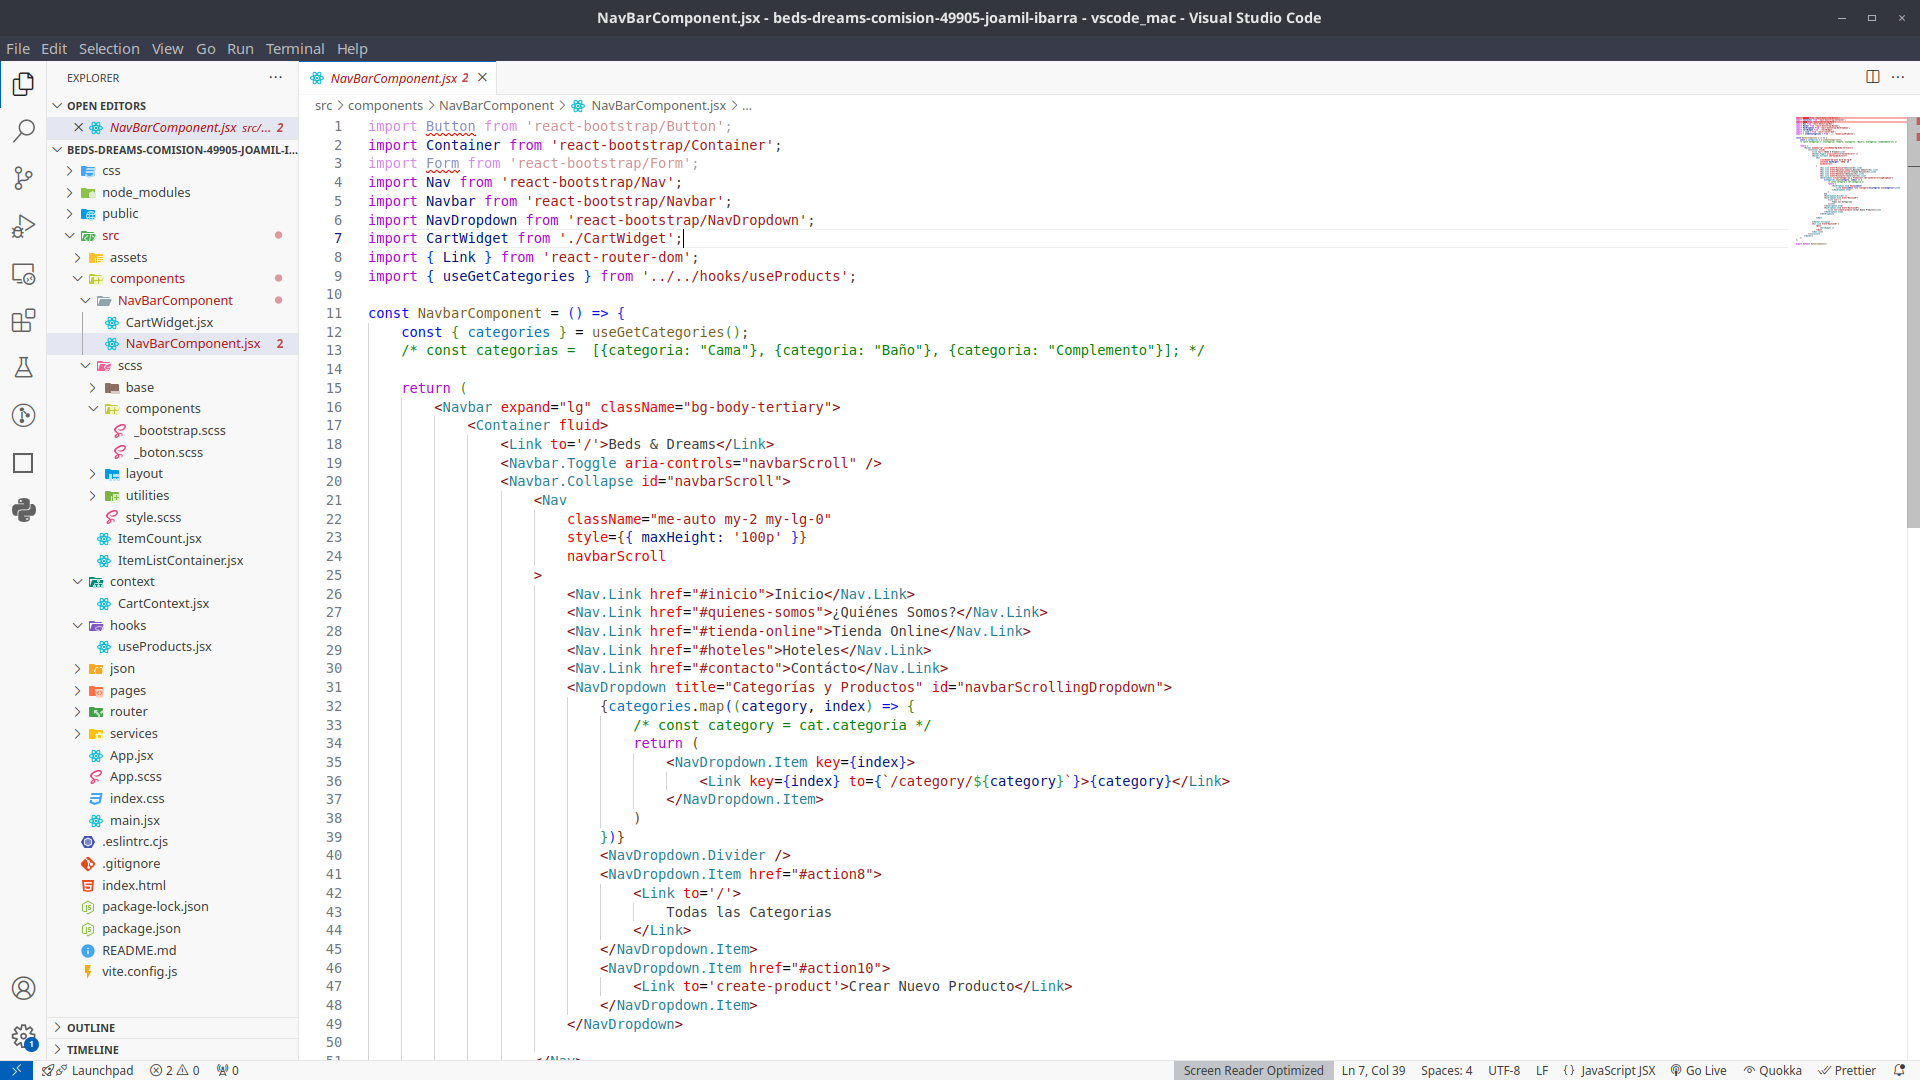 NavBarComponent.jsx - beds-dreams-comision-49905-joamil-ibarra - vscode_mac - Visual Studio Code
File Edit Selection View Go Run Terminal Help
EXPLORER
OPEN EDITORS
NavBarComponent.jsx src/... 2
BEDS-DREAMS-COMISION-49905-JOAMIL-I...
css
node_modules
public
src
assets
components
NavBarComponent
CartWidget.jsx
NavBarComponent.jsx 2
scss
base
components
_bootstrap.scss
_boton.scss
layout
utilities
style.scss
ItemCount.jsx
ItemListContainer.jsx
context
CartContext.jsx
hooks
useProducts.jsx
json
pages
router
services
App.jsx
App.scss
index.css
main.jsx
.eslintrc.cjs
.gitignore
index.html
package-lock.json
package.json
README.md
vite.config.js
OUTLINE
TIMELINE
NavBarComponent.jsx 2
src > components > NavBarComponent > NavBarComponent.jsx > ...
1 import Button from 'react-bootstrap/Button';
2 import Container from 'react-bootstrap/Container';
3 import Form from 'react-bootstrap/Form';
4 import Nav from 'react-bootstrap/Nav';
5 import Navbar from 'react-bootstrap/Navbar';
6 import NavDropdown from 'react-bootstrap/NavDropdown';
7 import CartWidget from './CartWidget';
8 import { Link } from 'react-router-dom';
9 import { useGetCategories } from '../../hooks/useProducts';
10
11 const NavbarComponent = () => {
12 const { categories } = useGetCategories();
13 /* const categorias =  [{categoria: "Cama"}, {categoria: "Baño"}, {categoria: "Complemento"}]; */
14
15 return (
16 <Navbar expand="lg" className="bg-body-tertiary">
17 <Container fluid>
18 <Link to='/'>Beds & Dreams</Link>
19 <Navbar.Toggle aria-controls="navbarScroll" />
20 <Navbar.Collapse id="navbarScroll">
21 <Nav
22 className="me-auto my-2 my-lg-0"
23 style={{ maxHeight: '100p' }}
24 navbarScroll
25 >
26 <Nav.Link href="#inicio">Inicio</Nav.Link>
27 <Nav.Link href="#quienes-somos">¿Quiénes Somos?</Nav.Link>
28 <Nav.Link href="#tienda-online">Tienda Online</Nav.Link>
29 <Nav.Link href="#hoteles">Hoteles</Nav.Link>
30 <Nav.Link href="#contacto">Contácto</Nav.Link>
31 <NavDropdown title="Categorías y Productos" id="navbarScrollingDropdown">
32 {categories.map((category, index) => {
33 /* const category = cat.categoria */
34 return (
35 <NavDropdown.Item key={index}>
36 <Link key={index} to={`/category/${category}`}>{category}</Link>
37 </NavDropdown.Item>
38 )
39 })}
40 <NavDropdown.Divider />
41 <NavDropdown.Item href="#action8">
42 <Link to='/'>
43 Todas las Categorias
44 </Link>
45 </NavDropdown.Item>
46 <NavDropdown.Item href="#action10">
47 <Link to='create-product'>Crear Nuevo Producto</Link>
48 </NavDropdown.Item>
49 </NavDropdown>
50
51 </Nav>
1
Launchpad 2 0 0
Screen Reader Optimized Ln 7, Col 39 Spaces: 4 UTF-8 LF {} JavaScript JSX Go Live Quokka Prettier